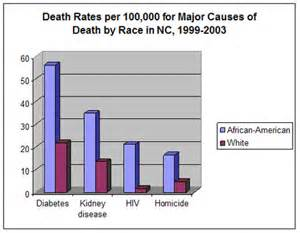 Death Rates per 100,000 for Major Causes of
Death by Race in NC, 1999-2003
60
50
40
30
20
10
0
Diabetes
Kidney
disease
HIV
Homicide
African-American
White